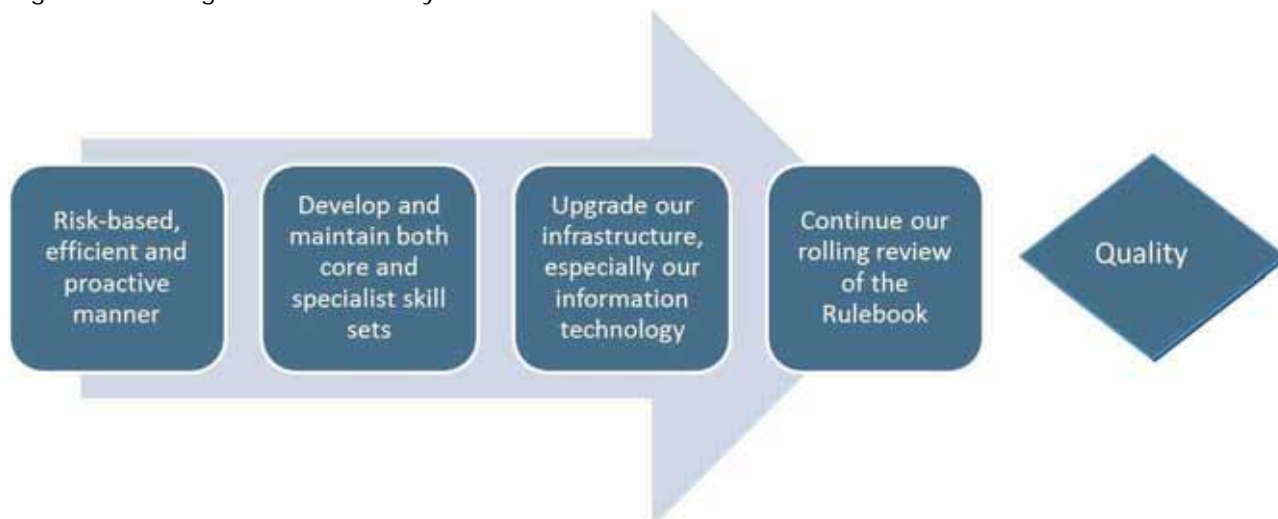 Risk-based,
efficient and
proactive
manner
Develop and
maintain both
core and
specialist skill
sets
Upgrade our
infrastructure,
especially our
information
technology
Continue our
rolling review
of the
Rulebook
Quality